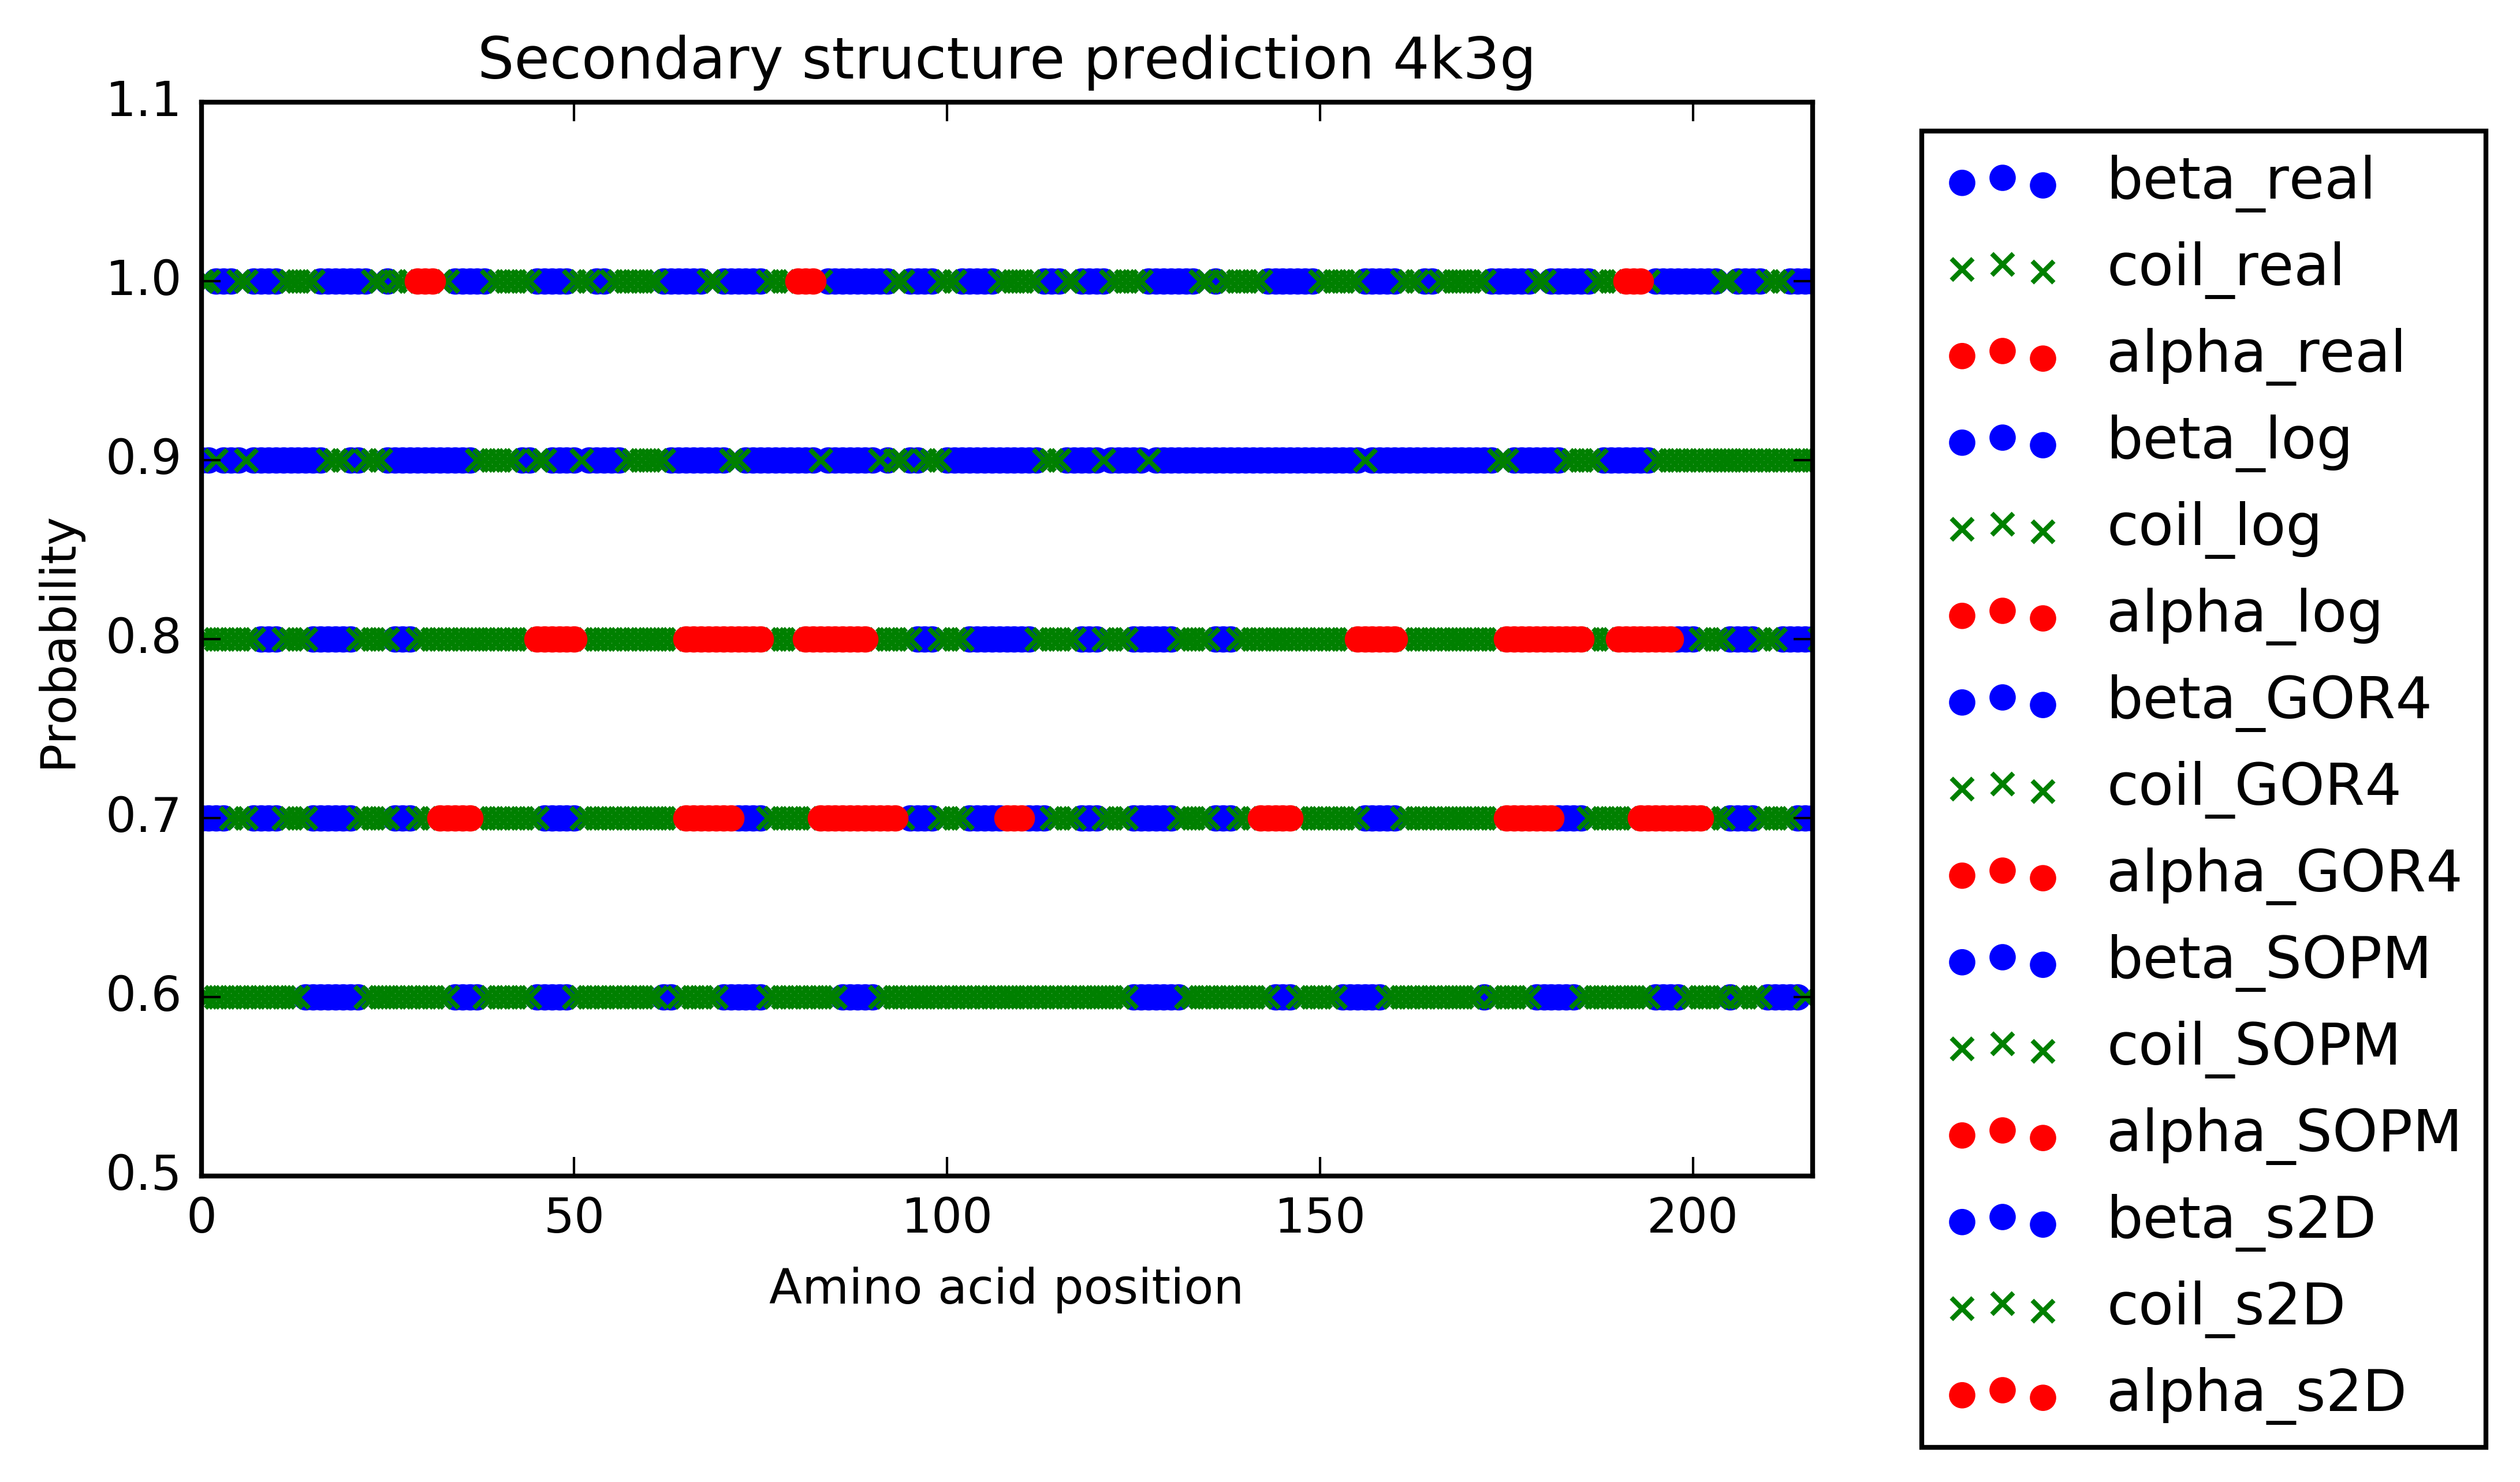 Secondary structure prediction 4k3g
1.1
1.0
0.9
0.8
0.7
0.6
0.5
Probability
0
50
100
150
200
Amino acid position
beta_real
coil_real
alpha_real
beta_log
coil_log
alpha_log
beta_GOR4
coil_GOR4
alpha_GOR4
beta_SOPM
coil_SOPM
alpha_SOPM
beta_s2D
coil_s2D
alpha_s2D